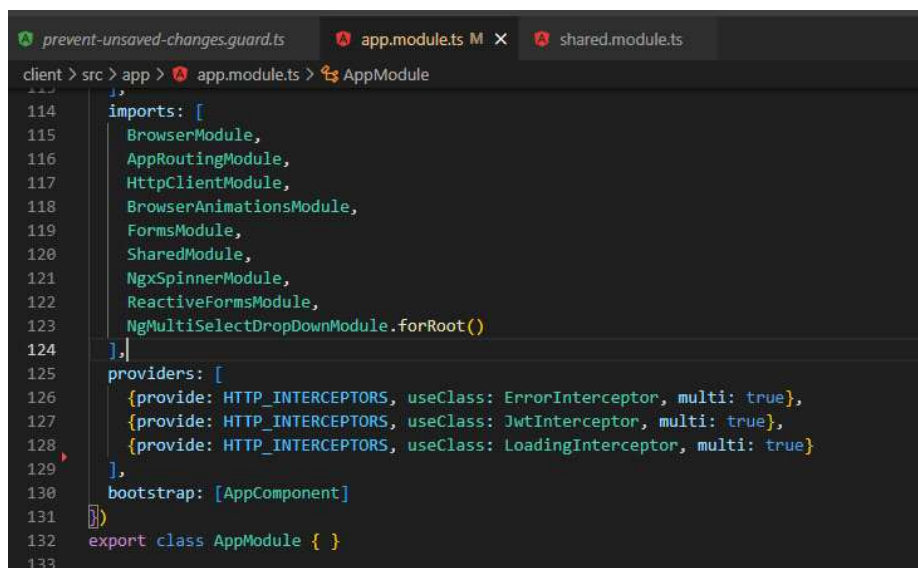 prevent-unsaved-changes.guard.ts app.module.ts M × shared.module.ts
client > src > app > app.module.ts > AppModule
113 ],
114 imports: [
115 BrowserModule,
116 AppRoutingModule,
117 HttpClientModule,
118 BrowserAnimationsModule,
119 FormsModule,
120 SharedModule,
121 NgxSpinnerModule,
122 ReactiveFormsModule,
123 NgMultiSelectDropDownModule.forRoot()
124 ],
125 providers: [
126 {provide: HTTP_INTERCEPTORS, useClass: ErrorInterceptor, multi: true},
127 {provide: HTTP_INTERCEPTORS, useClass: JwtInterceptor, multi: true},
128 {provide: HTTP_INTERCEPTORS, useClass: LoadingInterceptor, multi: true}
129 ],
130 bootstrap: [AppComponent]
131 })
132 export class AppModule { }
133